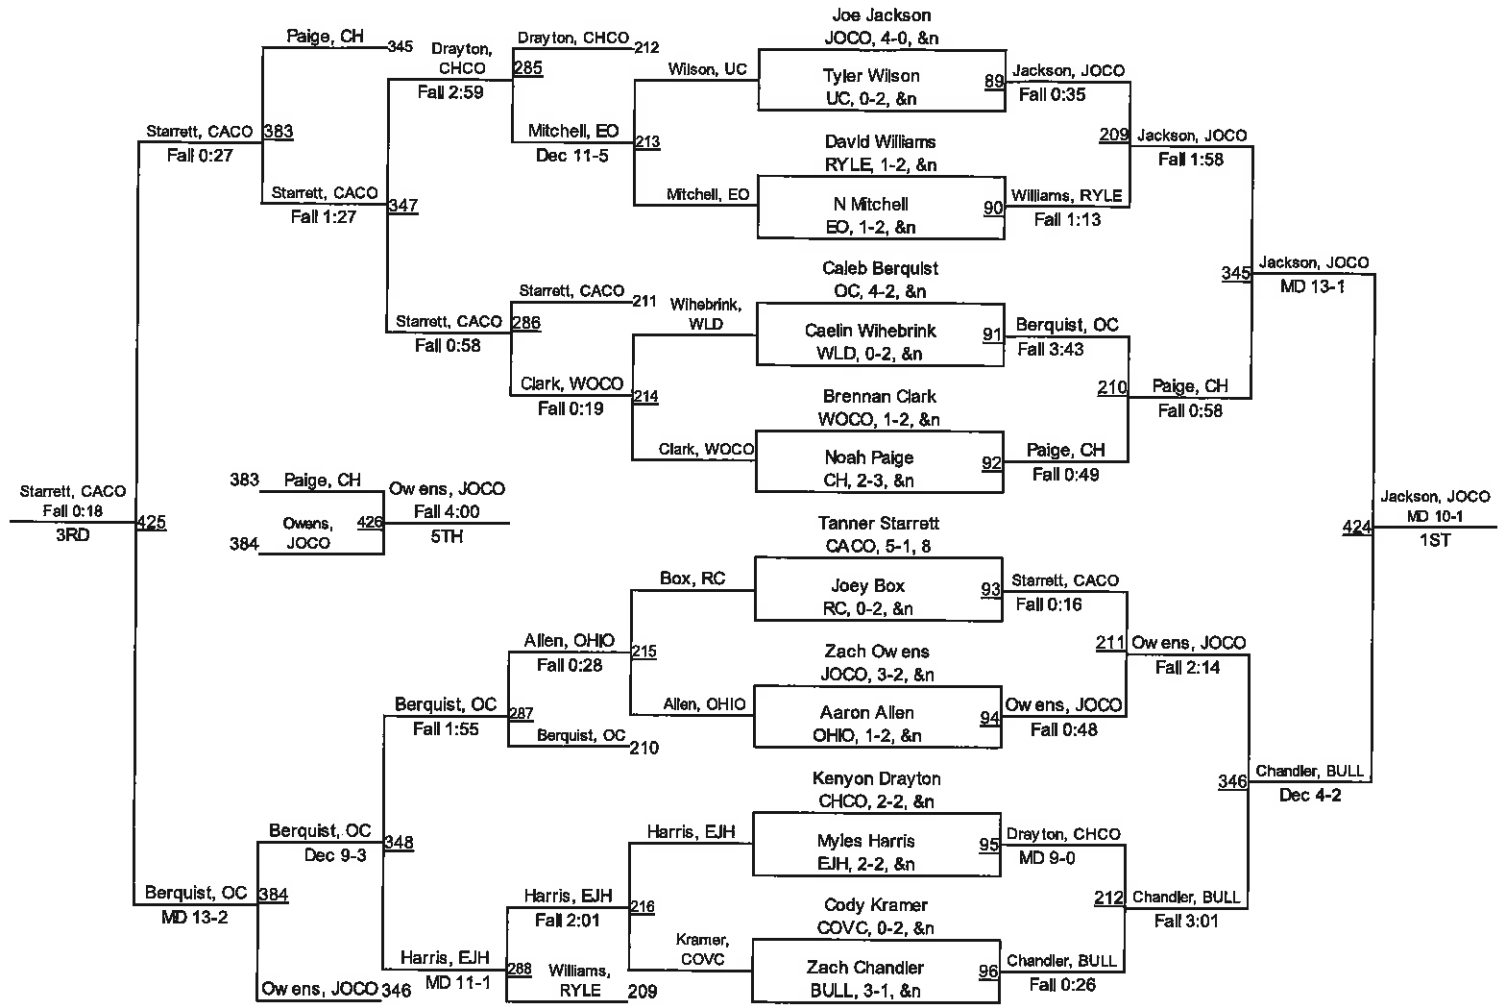 Joe Jackson
JOCO, 4-0, &n
Paige, CH
345
Drayton,
CHCO
Fall 2:59
Drayton, CHCO
212
285
Wilson, UC
Tyler Wilson
UC, 0-2, &n
89
Jackson, JOCO
Fall 0:35
Starrett, CACO
Fall 0:27
383
Mitchell, EO
Dec 11-5
213
David Williams
RYLE, 1-2, &n
209
Jackson, JOCO
Fall 1:58
Starrett, CACO
Fall 1:27
347
Mitchell, EO
N Mitchell
EO, 1-2, &n
90
Williams, RYLE
Fall 1:13
Caleb Berquist
OC, 4-2, &n
345
Jackson, JOCO
MD 13-1
Starrett, CACO
211
Starrett, CACO
Fall 0:58
286
Wihebrink,
WLD
Caelin Wihebrink
WLD, 0-2, &n
91
Berquist, OC
Fall 3:43
Clark, WOCO
Fall 0:19
214
Brennan Clark
WOCO, 1-2, &n
210
Paige, CH
Fall 0:58
Clark, WOCO
Noah Paige
CH, 2-3, &n
92
Paige, CH
Fall 0:49
Starrett, CACO
Fall 0:18
3RD
425
383
Paige, CH
384
Owens,
JOCO
426
Owens, JOCO
Fall 4:00
5TH
Tanner Starrett
CACO, 5-1, 8
424
Jackson, JOCO
MD 10-1
1ST
Box, RC
Joey Box
RC, 0-2, &n
93
Starrett, CACO
Fall 0:16
Allen, OHIO
Fall 0:28
215
Zach Owens
JOCO, 3-2, &n
211
Owens, JOCO
Fall 2:14
Berquist, OC
Fall 1:55
287
Berquist, OC
210
Allen, OHIO
Aaron Allen
OHIO, 1-2, &n
94
Owens, JOCO
Fall 0:48
Kenyon Drayton
CHCO, 2-2, &n
346
Chandler, BULL
Dec 4-2
Berquist, OC
Dec 9-3
348
Harris, EJH
Myles Harris
EJH, 2-2, &n
95
Drayton, CHCO
MD 9-0
Berquist, OC
MD 13-2
384
Harris, EJH
Fall 2:01
216
Cody Kramer
COVC, 0-2, &n
212
Chandler, BULL
Fall 3:01
Harris, EJH
MD 11-1
288
Williams,
RYLE
209
Kramer,
COVC
Zach Chandler
BULL, 3-1, &n
96
Chandler, BULL
Fall 0:26
Owens, JOCO
346